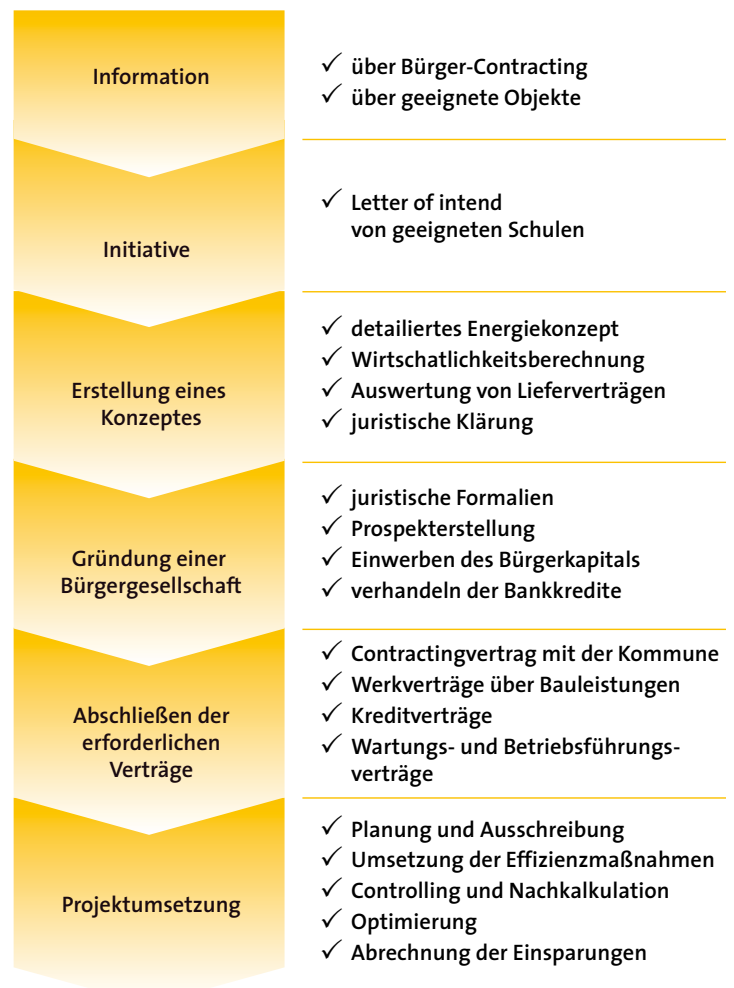 Information
✓ über Bürger-Contracting
✓ über geeignete Objekte
Initiative
✓ Letter of intend
von geeigneten Schulen
Erstellung eines
Konzeptes
✓ detailiertes Energiekonzept
✓ Wirtschatlichkeitsberechnung
✓ Auswertung von Lieferverträgen
✓ juristische Klärung
Gründung einer
Bürgergesellschaft
✓ juristische Formalien
✓ Prospekterstellung
✓ Einwerben des Bürgerkapitals
✓ verhandeln der Bankkredite
Abschließen der
erforderlichen
Verträge
✓ Contractingvertrag mit der Kommune
✓ Werkverträge über Bauleistungen
✓ Kreditverträge
✓ Wartungs- und Betriebsführungs-
verträge
Projektumsetzung
✓ Planung und Ausschreibung
✓ Umsetzung der Effizienzmaßnahmen
✓ Controlling und Nachkalkulation
✓ Optimierung
✓ Abrechnung der Einsparungen